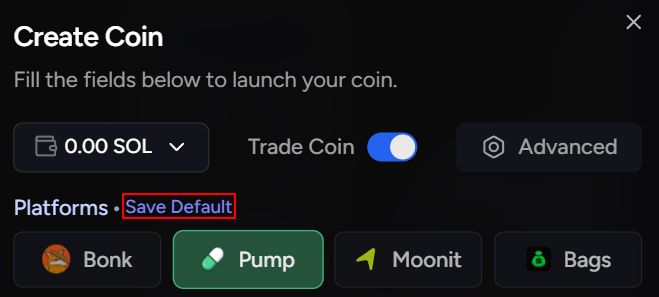 Create Coin
Fill the fields below to launch your coin.
0.00 SOL Trade Coin Advanced
Platforms • Save Default
Bonk Pump Moonit Bags